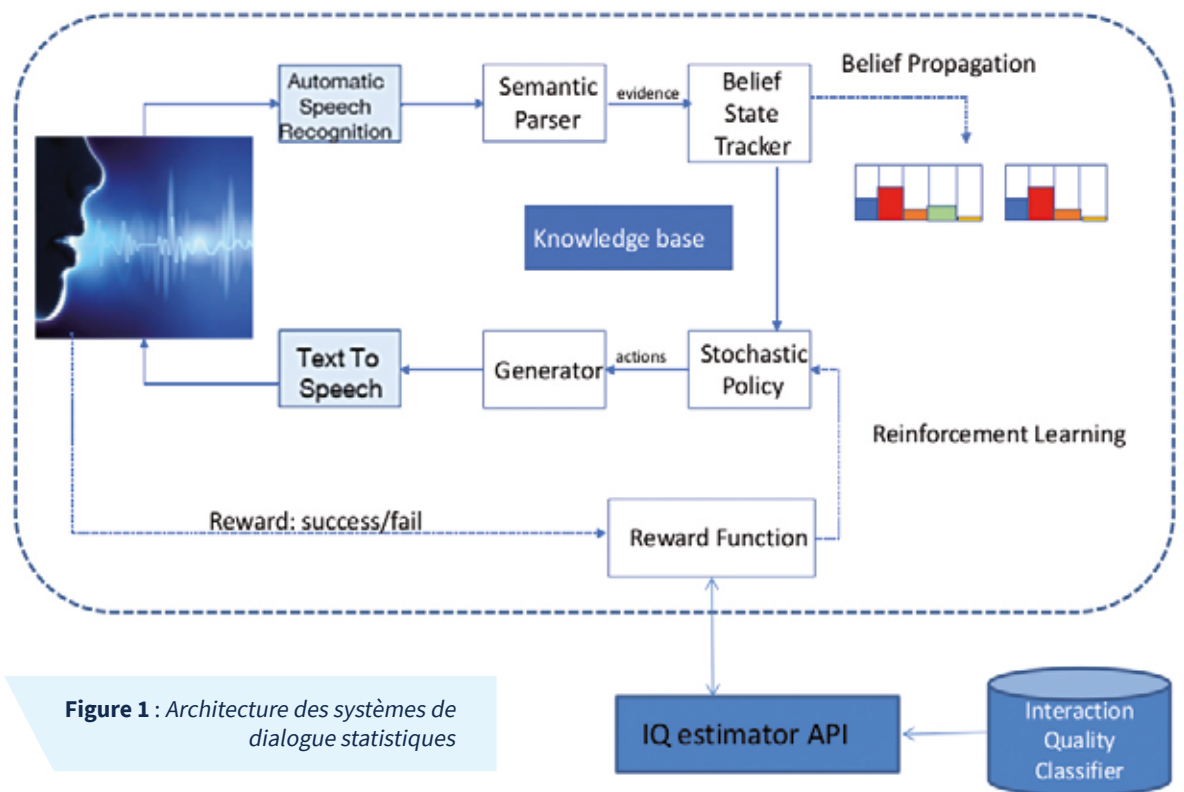 Automatic
Speech
Recognition
Semantic
Parser
evidence
Belief
State
Tracker
Belief Propagation
Knowledge base
Text To
Speech
Generator
actions
Stochastic
Policy
Reinforcement Learning
Reward: success/fail
Reward Function
Figure 1 : Architecture des systèmes de
dialogue statistiques
IQ estimator API
Interaction
Quality
Classifier